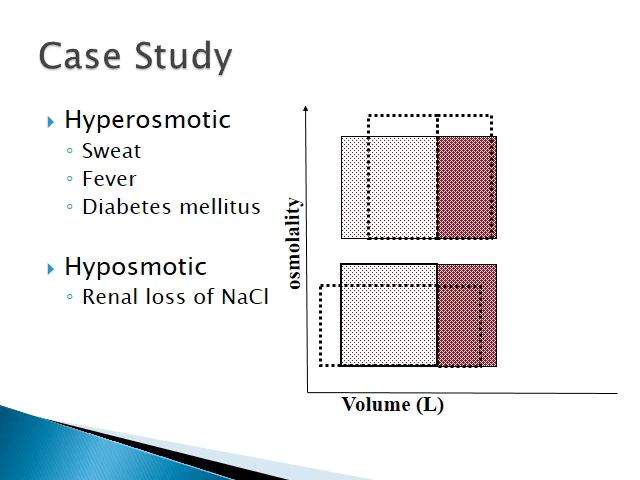 Case Study
Hyperosmotic
Sweat
Fever
Diabetes mellitus
Hyposmotic
Renal loss of NaCl
osmolality
Volume (L)